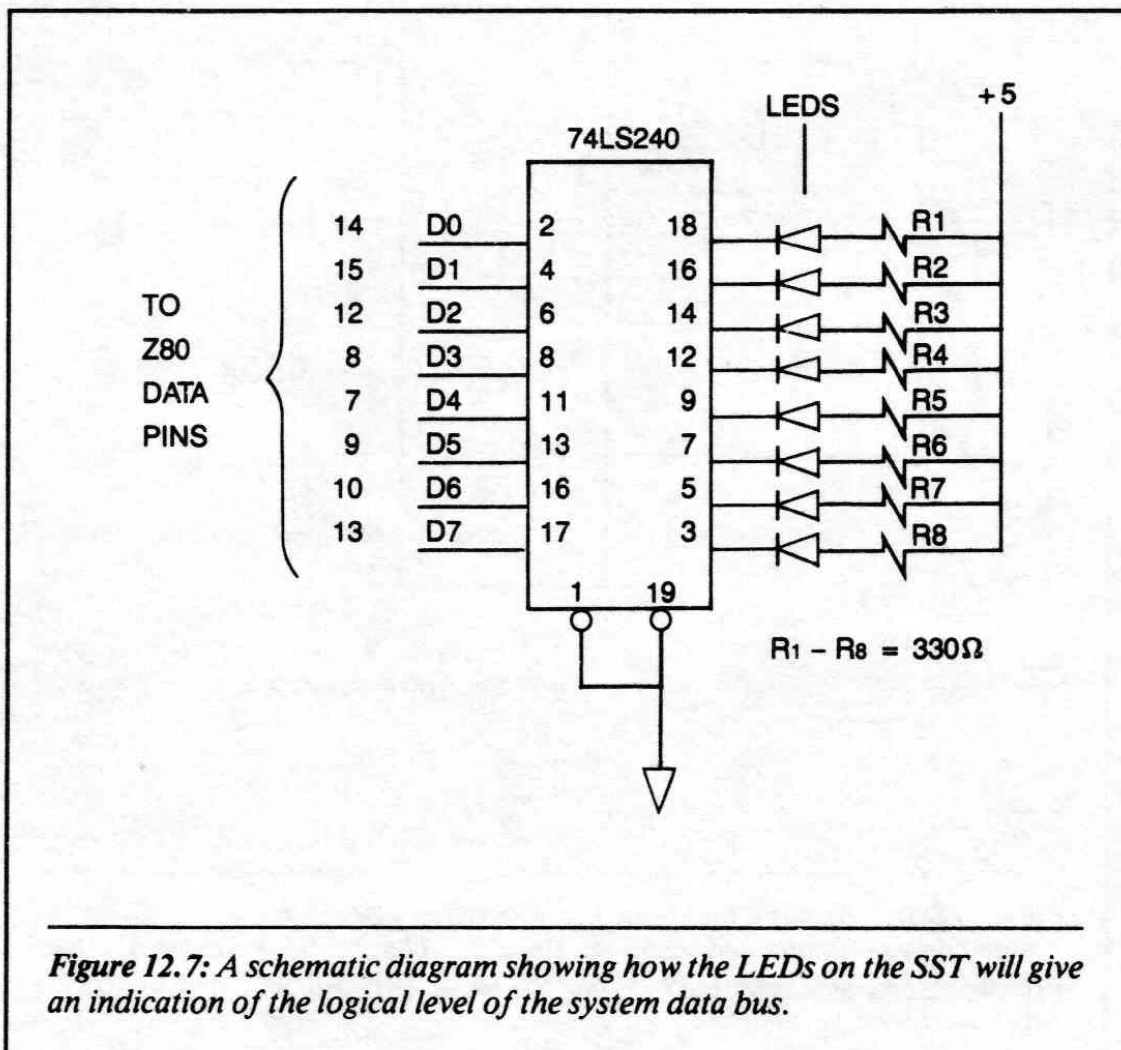 LEDS
+5
74LS240
14 D0 2 18 R1
15 D1 4 16 R2
12 D2 6 14 R3
8 D3 8 12 R4
7 D4 11 9 R5
9 D5 13 7 R6
10 D6 16 5 R7
13 D7 17 3 R8
TO
Z80
DATA
PINS
1 19
R1 – R8 = 330Ω
Figure 12.7: A schematic diagram showing how the LEDs on the SST will give
an indication of the logical level of the system data bus.